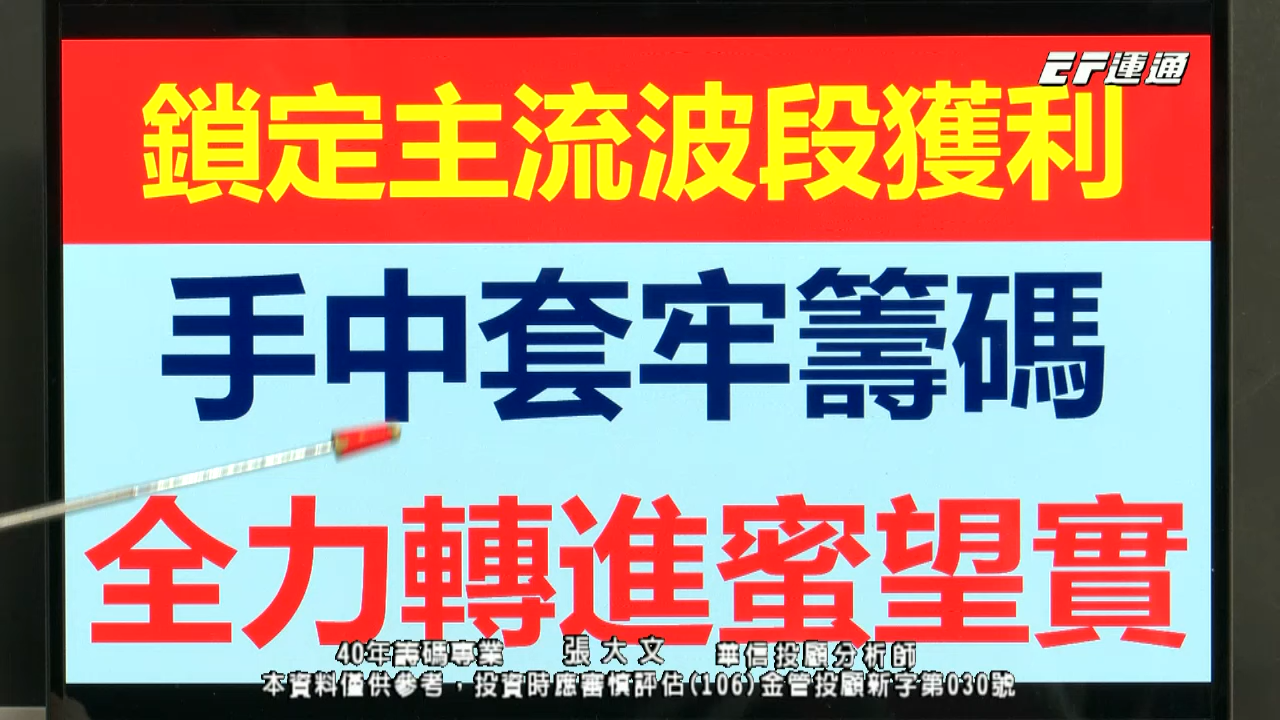 EF運通
鎖定主流波段獲利
手中套牢籌碼
全力轉進蜜望實
40年籌碼專業 張大文 華信投顧分析師
本資料僅供參考，投資時應審慎評估(106)金管投顧新字第030號